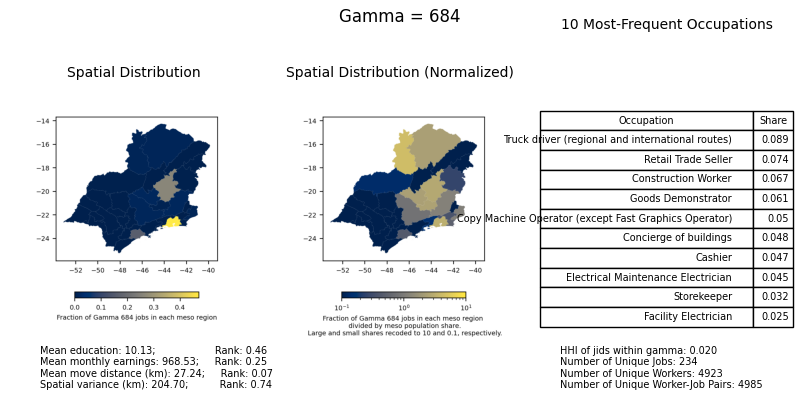 Gamma = 684
10 Most-Frequent Occupations
Spatial Distribution
Spatial Distribution (Normalized)
−14
−16
−18
−20
−22
−24
−52 −50 −48 −46 −44 −42 −40
0.0 0.1 0.2 0.3 0.4
Fraction of Gamma 684 jobs in each meso region
−14
−16
−18
−20
−22
−24
−52 −50 −48 −46 −44 −42 −40
10⁻¹ 10⁰ 10¹
Fraction of Gamma 684 jobs in each meso region
divided by meso population share.
Large and small shares recoded to 10 and 0.1, respectively.
Occupation Share
Truck driver (regional and international routes) 0.089
Retail Trade Seller 0.074
Construction Worker 0.067
Goods Demonstrator 0.061
Copy Machine Operator (except Fast Graphics Operator) 0.05
Concierge of buildings 0.048
Cashier 0.047
Electrical Maintenance Electrician 0.045
Storekeeper 0.032
Facility Electrician 0.025
Mean education: 10.13; Rank: 0.46
Mean monthly earnings: 968.53; Rank: 0.25
Mean move distance (km): 27.24; Rank: 0.07
Spatial variance (km): 204.70; Rank: 0.74
HHI of jids within gamma: 0.020
Number of Unique Jobs: 234
Number of Unique Workers: 4923
Number of Unique Worker-Job Pairs: 4985